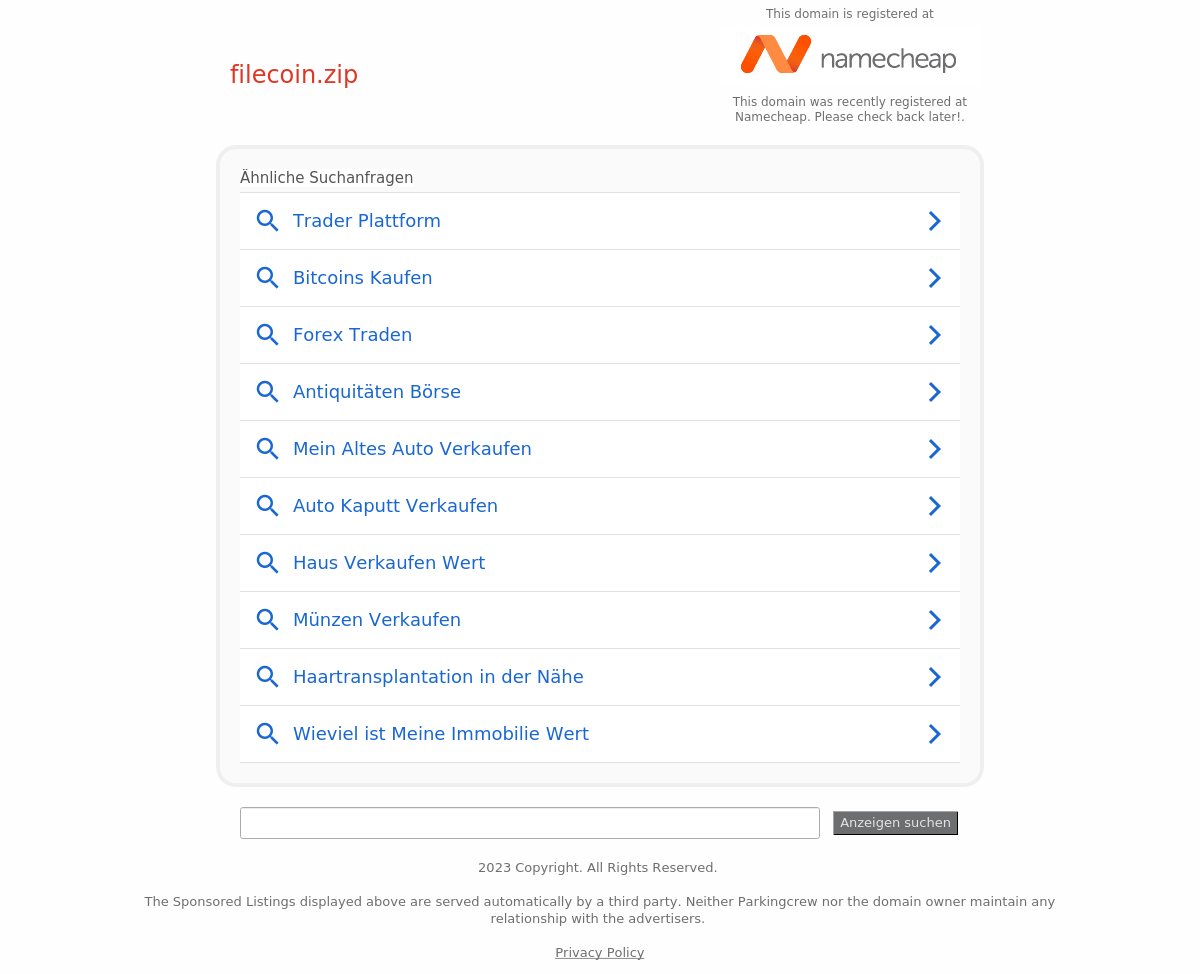 This domain is registered at
filecoin.zip
namecheap
This domain was recently registered at
Namecheap. Please check back later!.
Ähnliche Suchanfragen
Trader Plattform
Bitcoins Kaufen
Forex Traden
Antiquitäten Börse
Mein Altes Auto Verkaufen
Auto Kaputt Verkaufen
Haus Verkaufen Wert
Münzen Verkaufen
Haartransplantation in der Nähe
Wieviel ist Meine Immobilie Wert
Anzeigen suchen
2023 Copyright. All Rights Reserved.
The Sponsored Listings displayed above are served automatically by a third party. Neither Parkingcrew nor the domain owner maintain any
relationship with the advertisers.
Privacy Policy